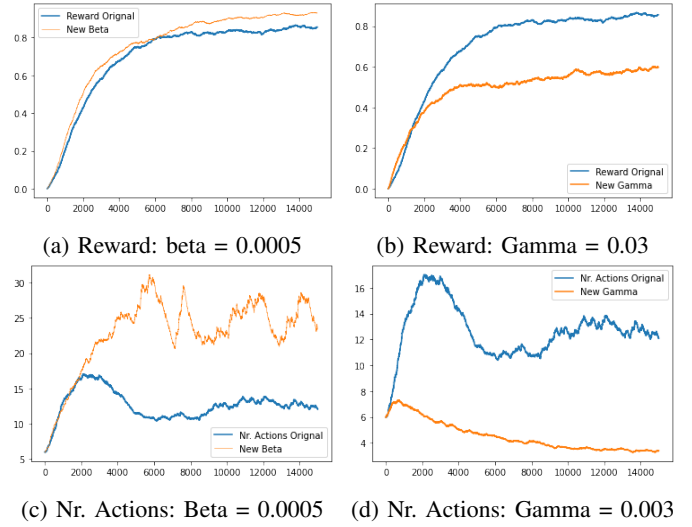 Reward Orignal
New Beta
0.8
0.6
0.4
0.2
0.0
0 2000 4000 6000 8000 10000 12000 14000
(a) Reward: beta = 0.0005
0.8
0.6
0.4
0.2
0.0
Reward Orignal
New Gamma
0 2000 4000 6000 8000 10000 12000 14000
(b) Reward: Gamma = 0.03
30
25
20
15
10
5
Nr. Actions Orignal
New Beta
0 2000 4000 6000 8000 10000 12000 14000
(c) Nr. Actions: Beta = 0.0005
Nr. Actions Orignal
New Gamma
16
14
12
10
8
6
4
0 2000 4000 6000 8000 10000 12000 14000
(d) Nr. Actions: Gamma = 0.003